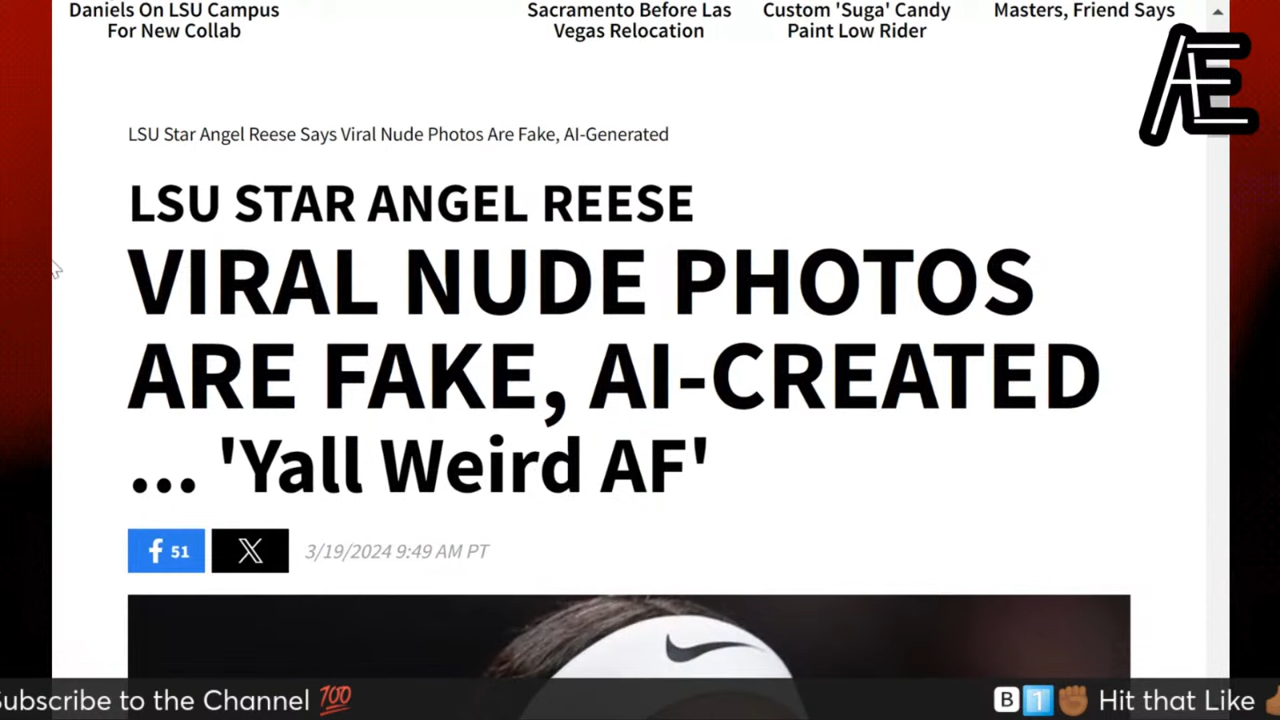 Daniels On LSU Campus
For New Collab
Sacramento Before Las
Vegas Relocation
Custom 'Suga' Candy
Paint Low Rider
Masters, Friend Says
Æ
LSU Star Angel Reese Says Viral Nude Photos Are Fake, AI-Generated
LSU STAR ANGEL REESE
VIRAL NUDE PHOTOS
ARE FAKE, AI-CREATED
... 'Yall Weird AF'
f 51
X
3/19/2024 9:49 AM PT
ubscribe to the Channel 💯
🅱️1️⃣✊🏾 Hit that Like